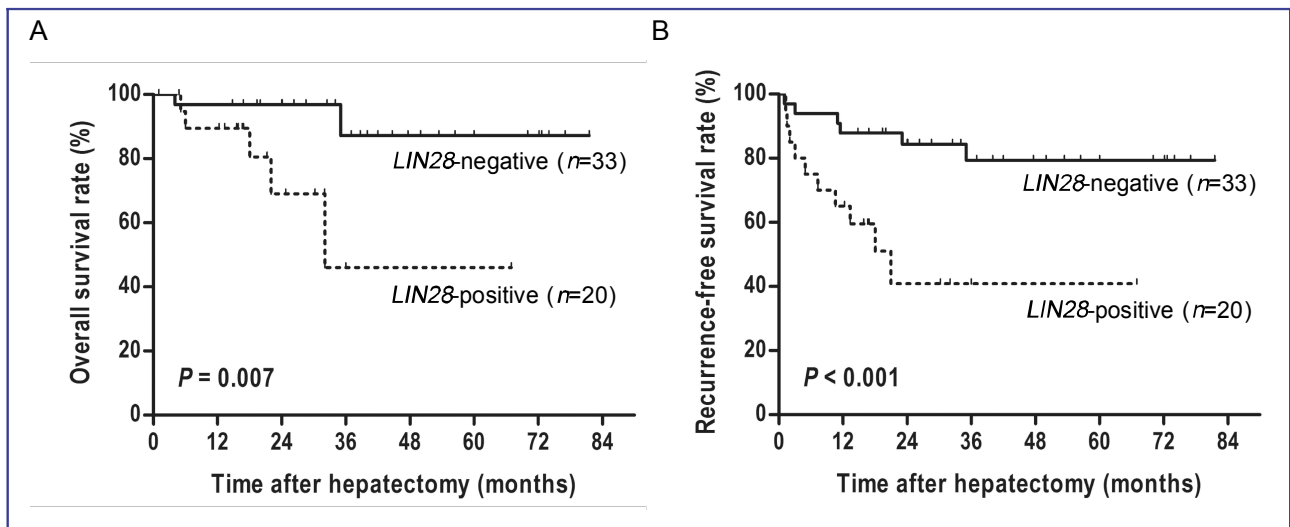 A
Overall survival rate (%)
100
80
60
40
20
0
LIN28-negative (n=33)
LIN28-positive (n=20)
P = 0.007
0 12 24 36 48 60 72 84
Time after hepatectomy (months)
B
Recurrence-free survival rate (%)
100
80
60
40
20
0
LIN28-negative (n=33)
LIN28-positive (n=20)
P < 0.001
0 12 24 36 48 60 72 84
Time after hepatectomy (months)